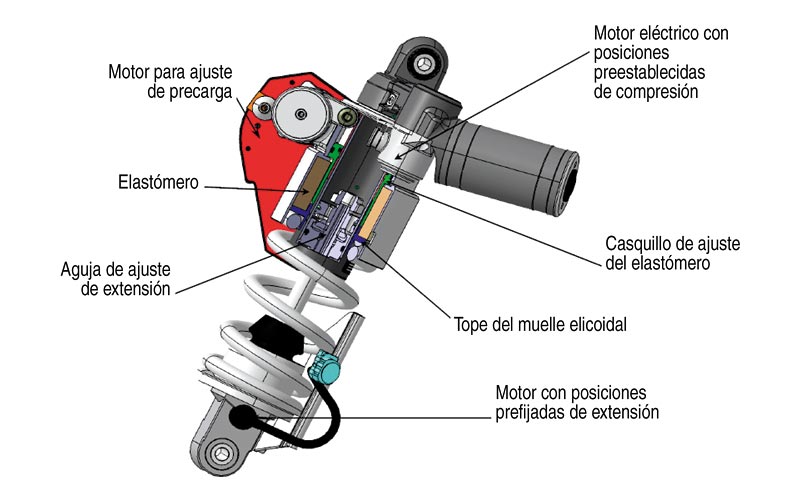 Motor eléctrico con
posiciones
preestablecidas
de compresión
Motor para ajuste
de precarga
Elastómero
Casquillo de ajuste
del elastómero
Aguja de ajuste
de extensión
Tope del muelle elicoidal
Motor con posiciones
prefijadas de extensión